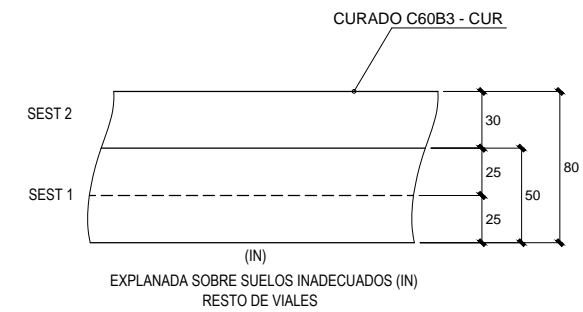 CURADO C60B3 - CUR
SEST 2
30
25
80
SEST 1
50
25
(IN)
EXPLANADA SOBRE SUELOS INADECUADOS (IN)
RESTO DE VIALES